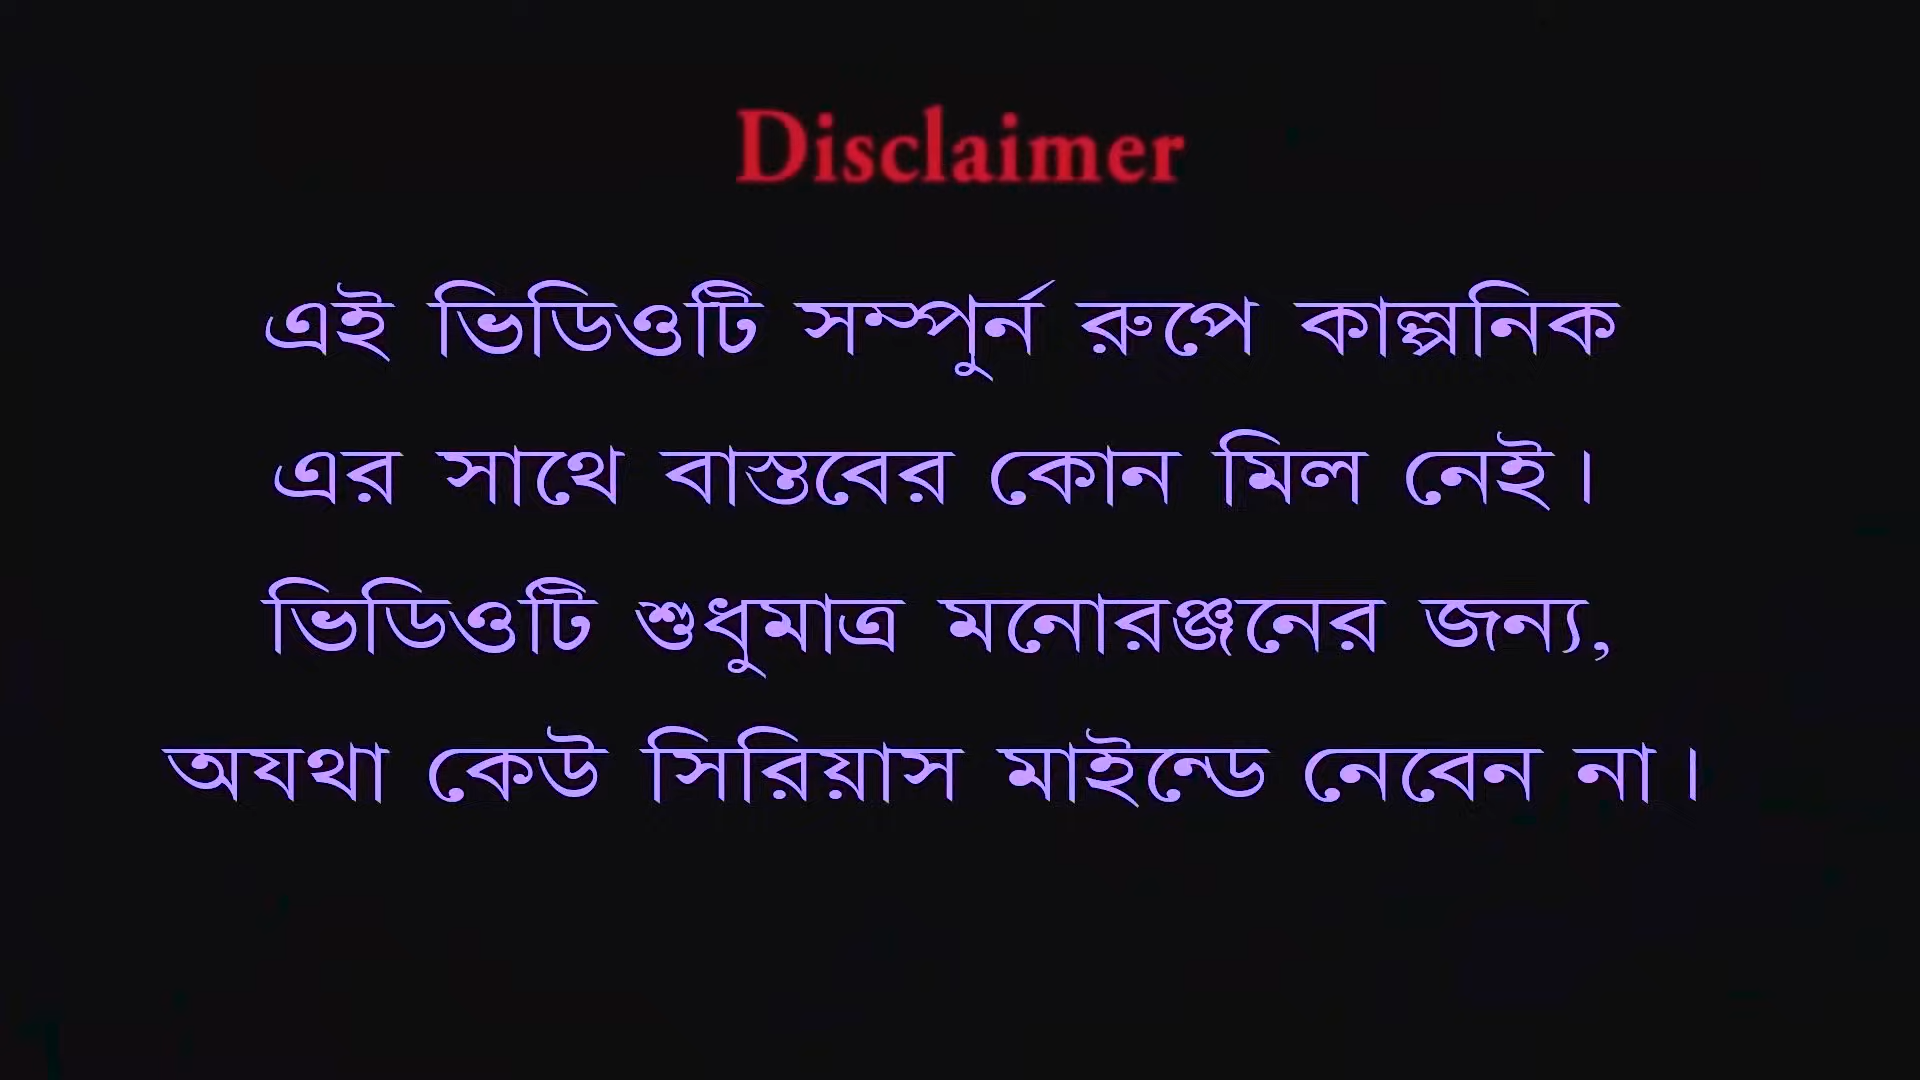 Disclaimer
এই ভিডিওটি সম্পুর্ন রুপে কাল্পনিক
এর সাথে বাস্তবের কোন মিল নেই।
ভিডিওটি শুধুমাত্র মনোরঞ্জনের জন্য,
অযথা কেউ সিরিয়াস মাইন্ডে নেবেন না।